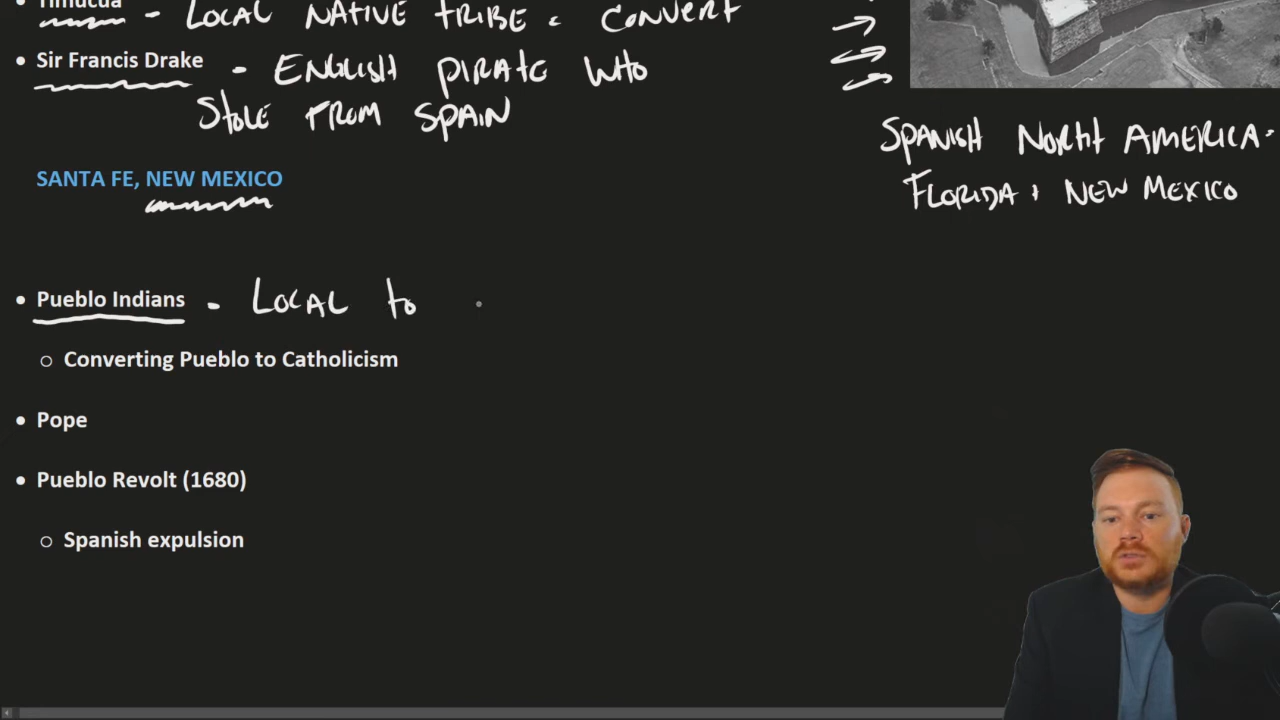 Timucua - LOCAL NATIVE TRIBE & CONVERT
• Sir Francis Drake - ENGLISH PIRATE WHO
STOLE FROM SPAIN
SPANISH NORTH AMERICA -
FLORIDA + NEW MEXICO
SANTA FE, NEW MEXICO
• Pueblo Indians - LOCAL to
o Converting Pueblo to Catholicism
• Pope
• Pueblo Revolt (1680)
o Spanish expulsion